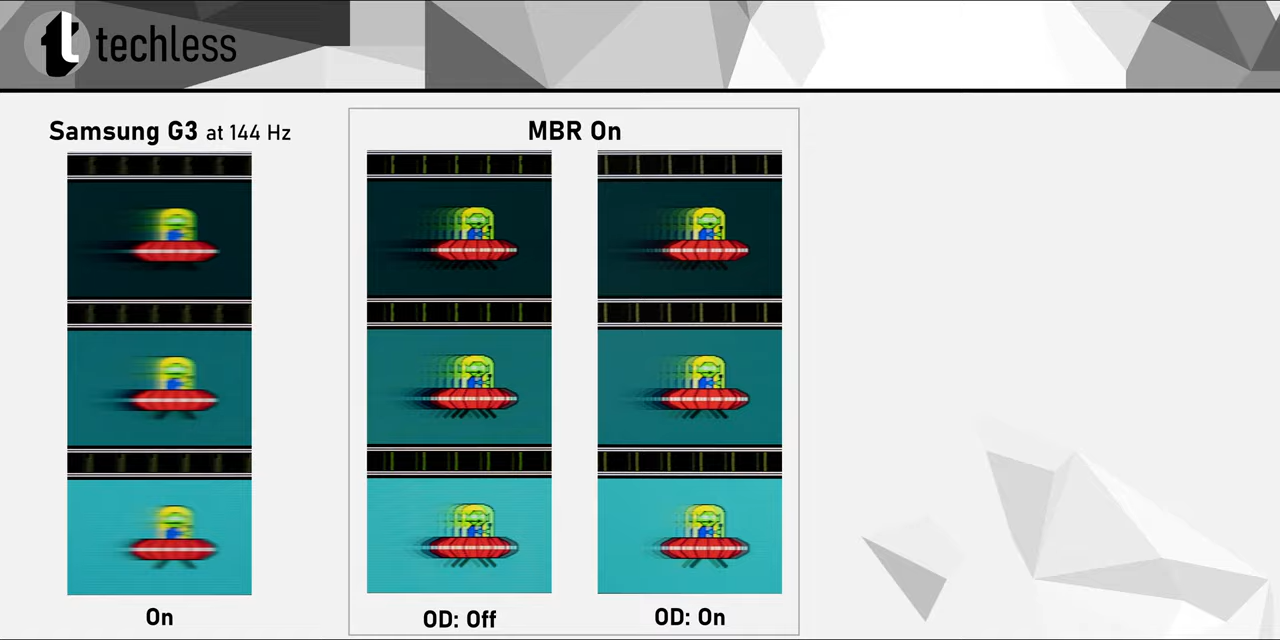 techless
Samsung G3 at 144 Hz
MBR On
On
OD: Off
OD: On